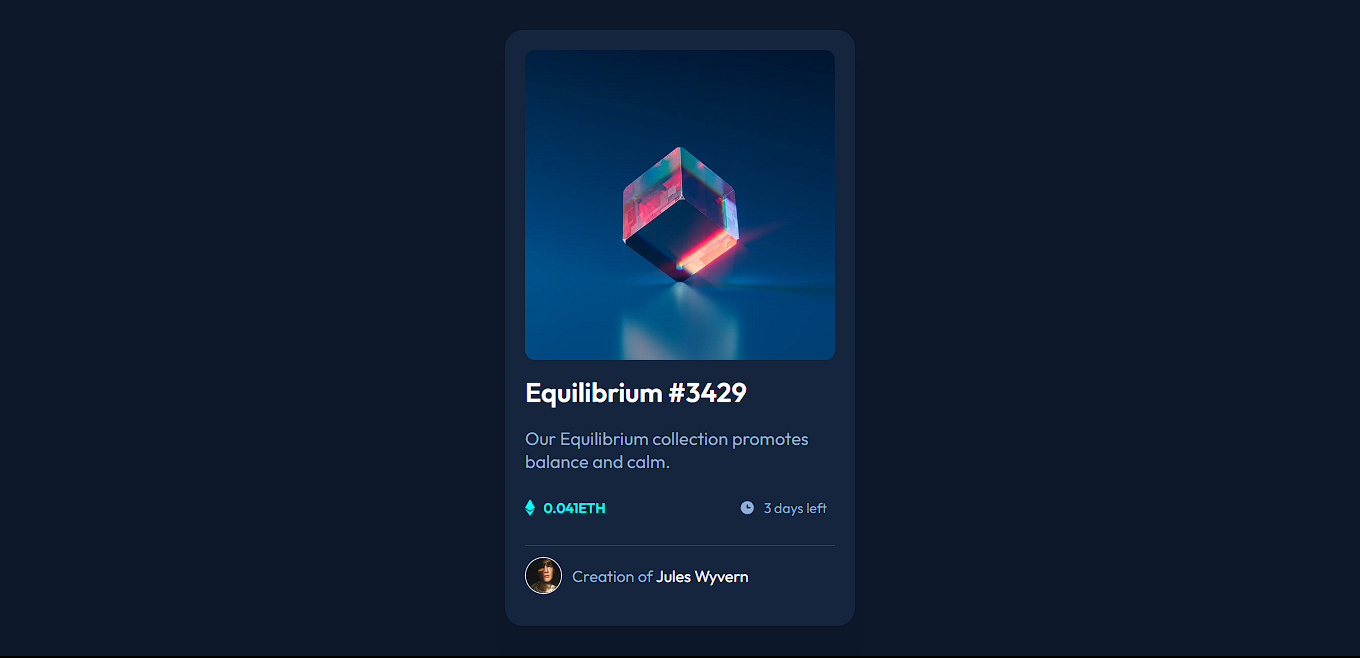 Equilibrium #3429
Our Equilibrium collection promotes
balance and calm.
0.041ETH
3 days left
Creation of Jules Wyvern